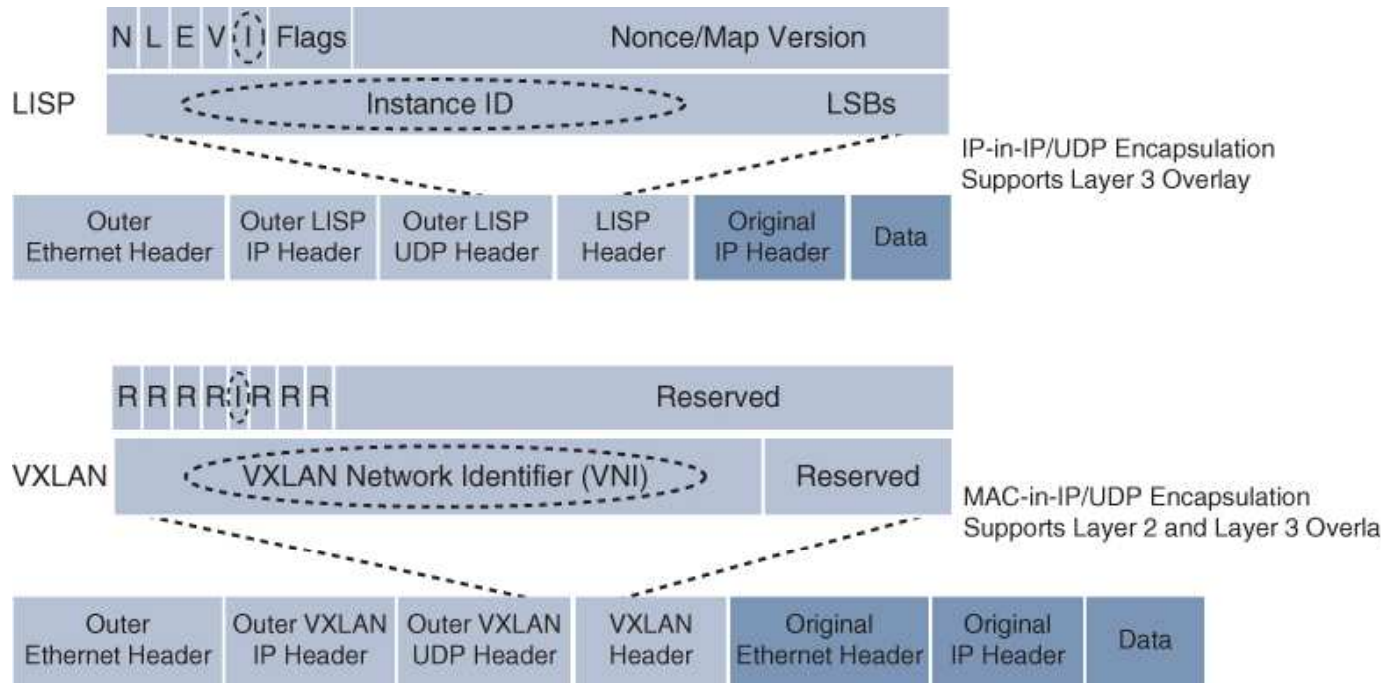 N L E V I Flags Nonce/Map Version
LISP Instance ID LSBs
IP-in-IP/UDP Encapsulation
Supports Layer 3 Overlay
Outer
Ethernet Header
Outer LISP
IP Header
Outer LISP
UDP Header
LISP
Header
Original
IP Header
Data
R R R R I R R R Reserved
VXLAN VXLAN Network Identifier (VNI) Reserved
MAC-in-IP/UDP Encapsulation
Supports Layer 2 and Layer 3 Overla
Outer
Ethernet Header
Outer VXLAN
IP Header
Outer VXLAN
UDP Header
VXLAN
Header
Original
Ethernet Header
Original
IP Header
Data